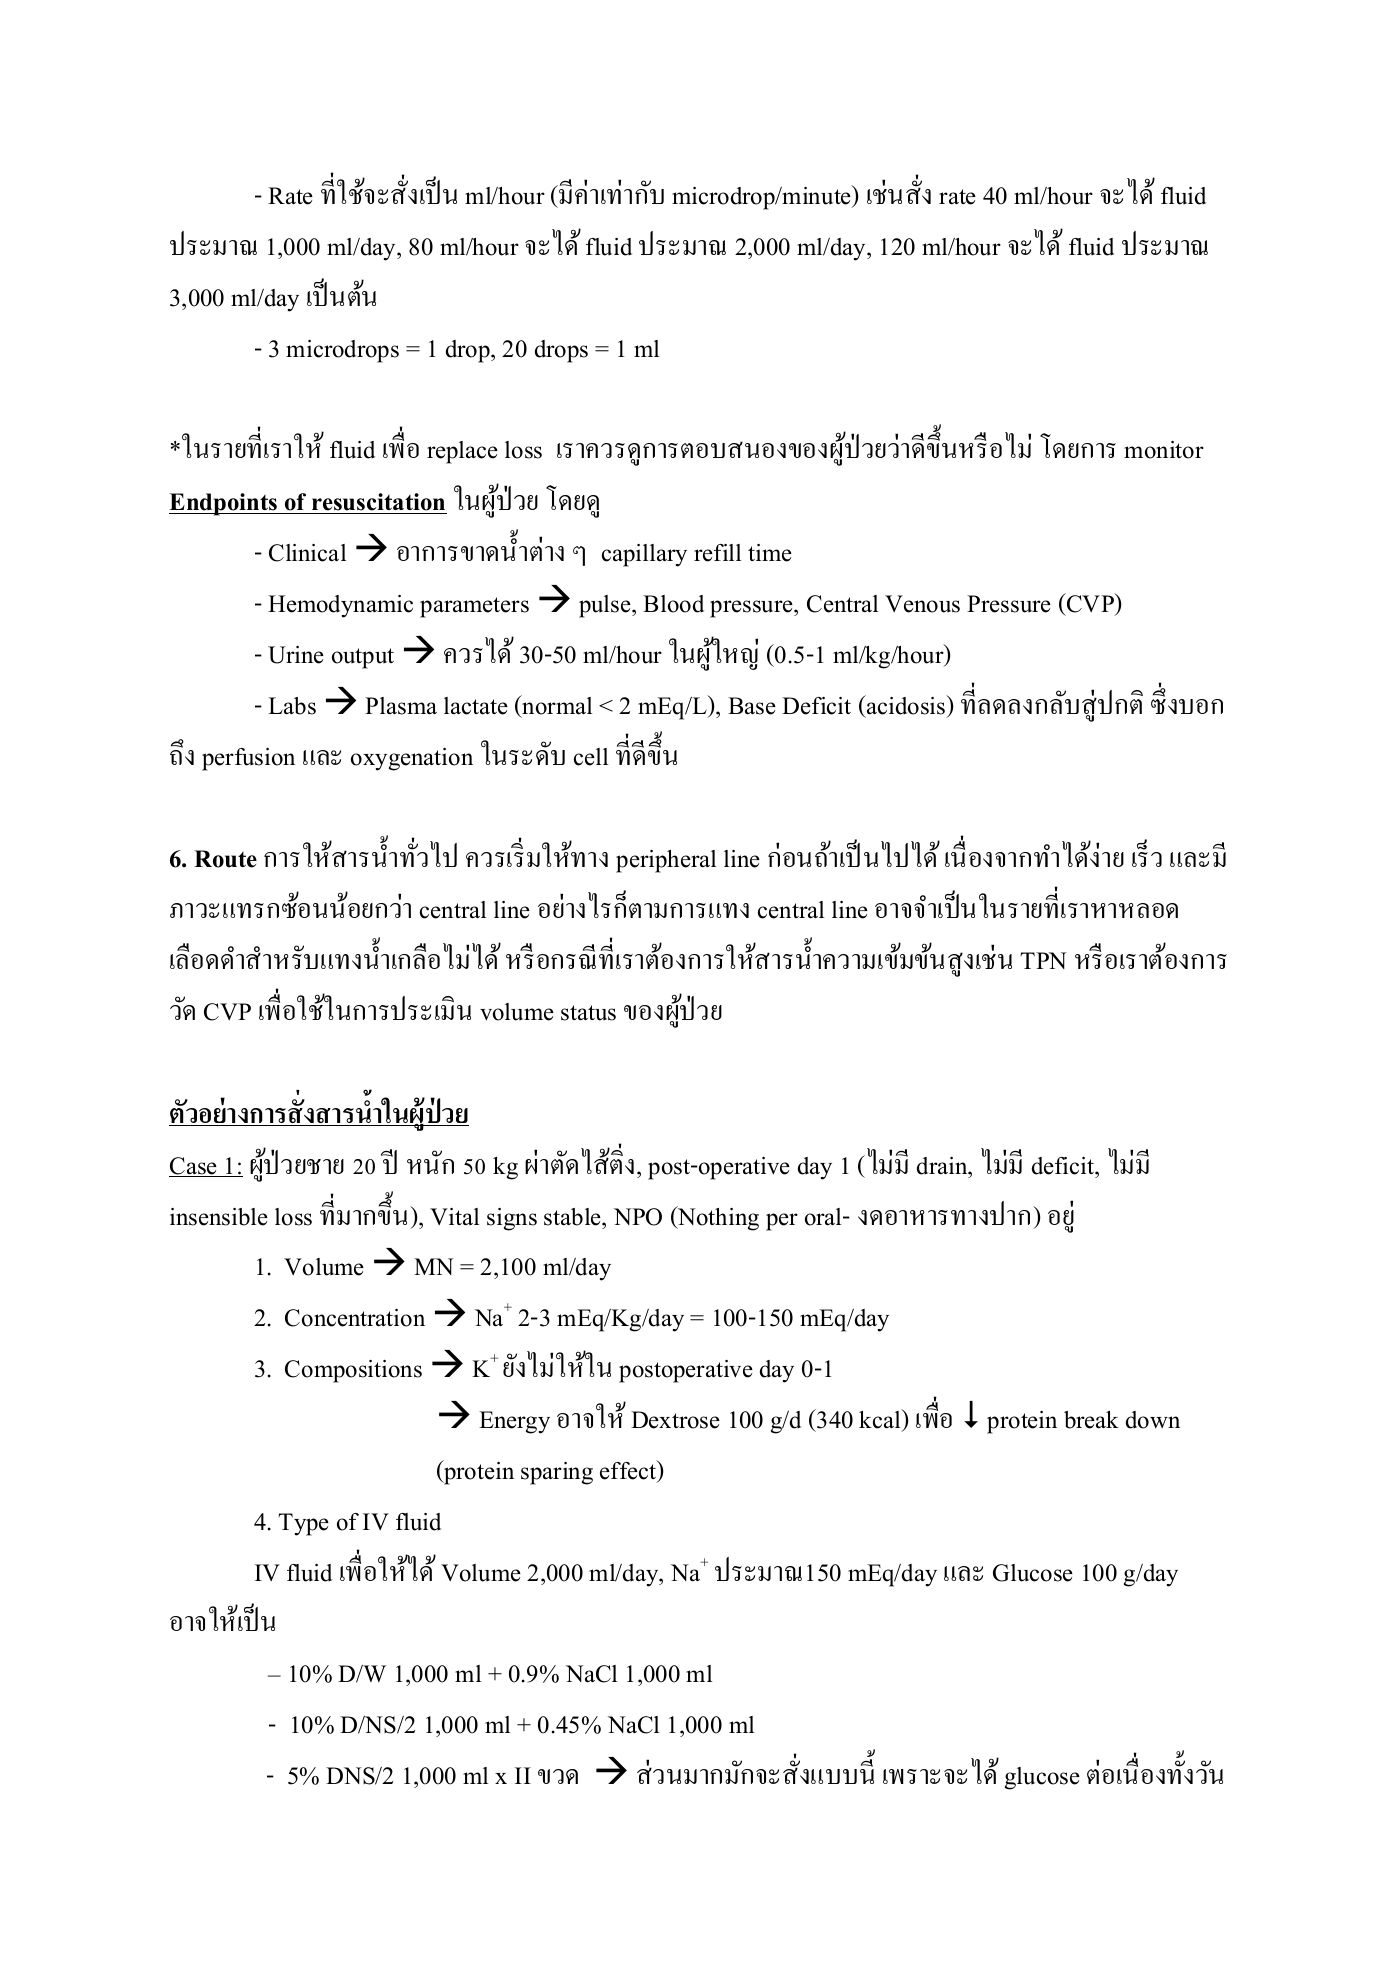 - Rate ที่ใช้จะสั่งเป็น ml/hour (มีค่าเท่ากับ microdrop/minute) เช่นสั่ง rate 40 ml/hour จะได้ fluid
ประมาณ 1,000 ml/day, 80 ml/hour จะได้ fluid ประมาณ 2,000 ml/day, 120 ml/hour จะได้ fluid ประมาณ
3,000 ml/day เป็นต้น
- 3 microdrops = 1 drop, 20 drops = 1 ml
*ในรายที่เราให้ fluid เพื่อ replace loss เราควรดูการตอบสนองของผู้ป่วยว่าดีขึ้นหรือไม่ โดยการ monitor
Endpoints of resuscitation ในผู้ป่วย โดยดู
- Clinical → อาการขาดน้ำต่าง ๆ capillary refill time
- Hemodynamic parameters → pulse, Blood pressure, Central Venous Pressure (CVP)
- Urine output → ควรได้ 30-50 ml/hour ในผู้ใหญ่ (0.5-1 ml/kg/hour)
- Labs → Plasma lactate (normal < 2 mEq/L), Base Deficit (acidosis) ที่ลดลงกลับสู่ปกติ ซึ่งบอก
ถึง perfusion และ oxygenation ในระดับ cell ที่ดีขึ้น
6. Route การให้สารน้ำทั่วไป ควรเริ่มให้ทาง peripheral line ก่อนถ้าเป็นไปได้ เนื่องจากทำได้ง่าย เร็ว และมี
ภาวะแทรกซ้อนน้อยกว่า central line อย่างไรก็ตามการแทง central line อาจจำเป็นในรายที่เราหาหลอด
เลือดดำสำหรับแทงน้ำเกลือไม่ได้ หรือกรณีที่เราต้องการให้สารน้ำความเข้มข้นสูงเช่น TPN หรือเราต้องการ
วัด CVP เพื่อใช้ในการประเมิน volume status ของผู้ป่วย
ตัวอย่างการสั่งสารน้ำในผู้ป่วย
Case 1: ผู้ป่วยชาย 20 ปี หนัก 50 kg ผ่าตัดไส้ติ่ง, post-operative day 1 (ไม่มี drain, ไม่มี deficit, ไม่มี
insensible loss ที่มากขึ้น), Vital signs stable, NPO (Nothing per oral- งดอาหารทางปาก) อยู่
1. Volume → MN = 2,100 ml/day
2. Concentration → Na⁺ 2-3 mEq/Kg/day = 100-150 mEq/day
3. Compositions → K⁺ ยังไม่ให้ใน postoperative day 0-1
→ Energy อาจให้ Dextrose 100 g/d (340 kcal) เพื่อ ↓ protein break down
(protein sparing effect)
4. Type of IV fluid
IV fluid เพื่อให้ได้ Volume 2,000 ml/day, Na⁺ ประมาณ150 mEq/day และ Glucose 100 g/day
อาจให้เป็น
– 10% D/W 1,000 ml + 0.9% NaCl 1,000 ml
- 10% D/NS/2 1,000 ml + 0.45% NaCl 1,000 ml
- 5% DNS/2 1,000 ml x II ขวด → ส่วนมากมักจะสั่งแบบนี้ เพราะจะได้ glucose ต่อเนื่องทั้งวัน